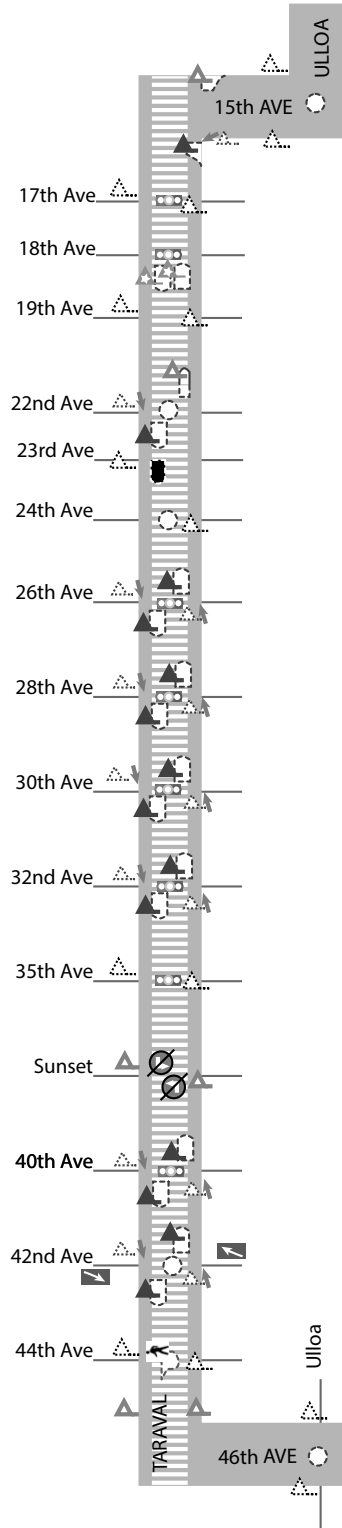 ULLOA
15th AVE
17th Ave
18th Ave
19th Ave
22nd Ave
23rd Ave
24th Ave
26th Ave
28th Ave
30th Ave
32nd Ave
35th Ave
Sunset
40th Ave
42nd Ave
44th Ave
Ulloa
TARAVAL
46th AVE